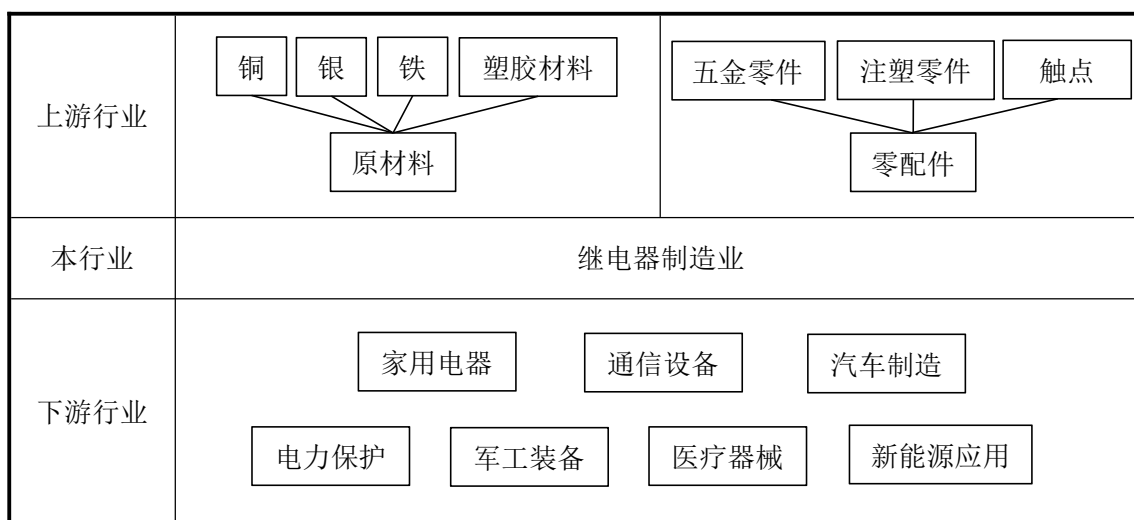 上游行业
铜 银 铁 塑胶材料
原材料
五金零件 注塑零件 触点
零配件
本行业
继电器制造业
下游行业
家用电器 通信设备 汽车制造
电力保护 军工装备 医疗器械 新能源应用